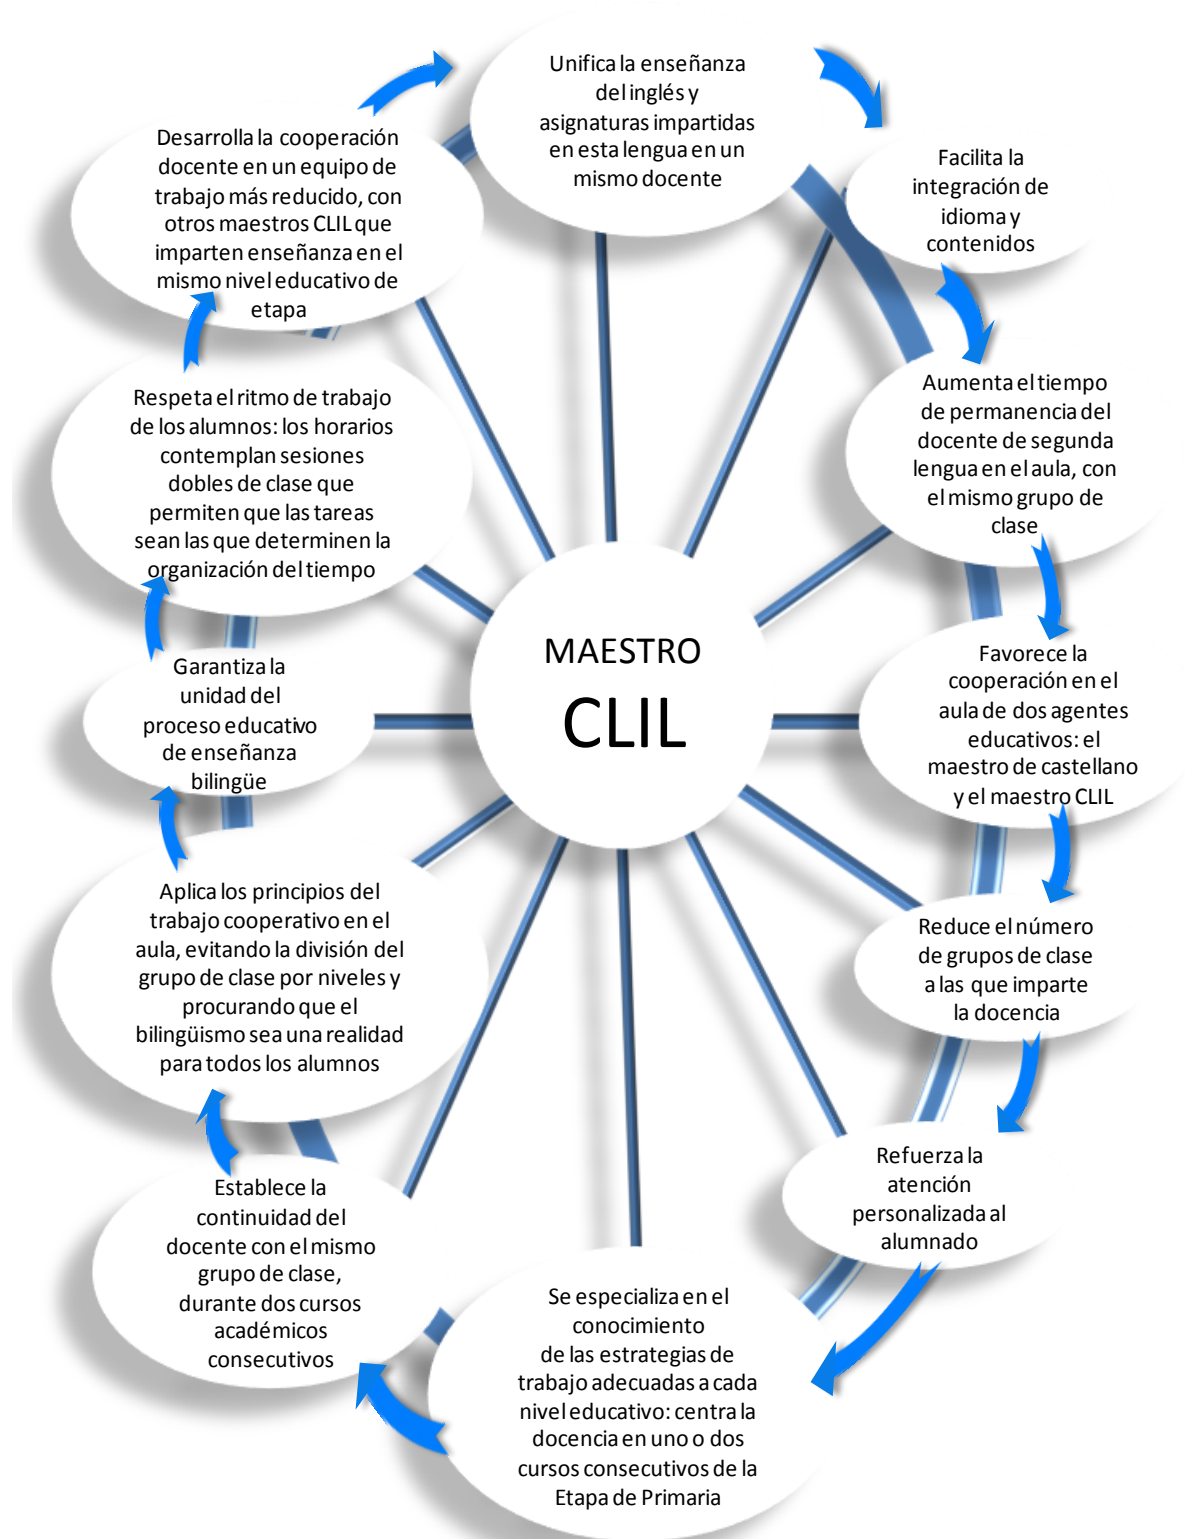 MAESTRO
CLIL
Unifica la enseñanza
del inglés y
asignaturas impartidas
en esta lengua en un
mismo docente
Facilita la
integración de
idioma y
contenidos
Aumenta el tiempo
de permanencia del
docente de segunda
lengua en el aula, con
el mismo grupo de
clase
Favorece la
cooperación en el
aula de dos agentes
educativos: el
maestro de castellano
y el maestro CLIL
Reduce el número
de grupos de clase
a las que imparte
la docencia
Refuerza la
atención
personalizada al
alumnado
Se especializa en el
conocimiento
de las estrategias de
trabajo adecuadas a cada
nivel educativo: centra la
docencia en uno o dos
cursos consecutivos de la
Etapa de Primaria
Establece la
continuidad del
docente con el mismo
grupo de clase,
durante dos cursos
académicos
consecutivos
Aplica los principios del
trabajo cooperativo en el
aula, evitando la división del
grupo de clase por niveles y
procurando que el
bilingüismo sea una realidad
para todos los alumnos
Garantiza la
unidad del
proceso educativo
de enseñanza
bilingüe
Respeta el ritmo de trabajo
de los alumnos: los horarios
contemplan sesiones
dobles de clase que
permiten que las tareas
sean las que determinen la
organización del tiempo
Desarrolla la cooperación
docente en un equipo de
trabajo más reducido, con
otros maestros CLIL que
imparten enseñanza en el
mismo nivel educativo de
etapa